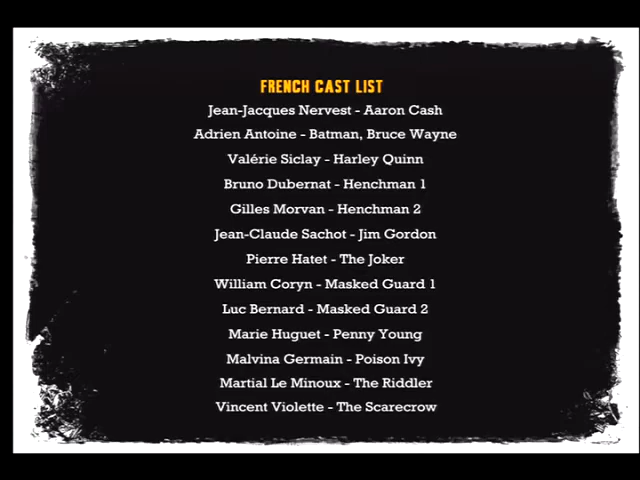 FRENCH CAST LIST
Jean-Jacques Nervest - Aaron Cash
Adrien Antoine - Batman, Bruce Wayne
Valérie Siclay - Harley Quinn
Bruno Dubernat - Henchman 1
Gilles Morvan - Henchman 2
Jean-Claude Sachot - Jim Gordon
Pierre Hatet - The Joker
William Coryn - Masked Guard 1
Luc Bernard - Masked Guard 2
Marie Huguet - Penny Young
Malvina Germain - Poison Ivy
Martial Le Minoux - The Riddler
Vincent Violette - The Scarecrow